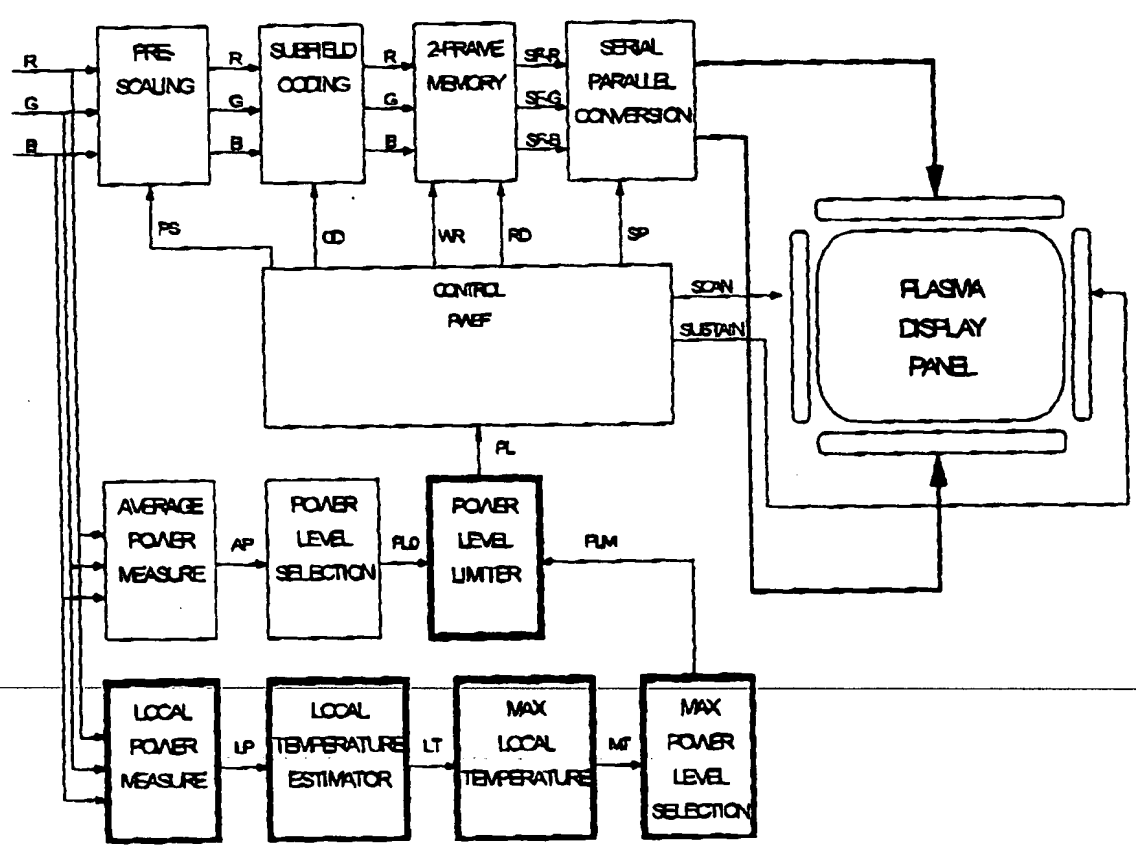 R
G
B
PRE-
SCALING
R
G
B
SUBFIELD
CODING
R
G
B
2-FRAME
MEMORY
SF-R
SF-G
SF-B
SERIAL
PARALLEL
CONVERSION
PS
CD
WR
RD
SP
CONTROL
PWEF
SCAN
SUSTAIN
PLASMA
DISPLAY
PANEL
PL
AVERAGE
POWER
MEASURE
AP
POWER
LEVEL
SELECTION
PLO
POWER
LEVEL
LIMITER
PLM
LOCAL
POWER
MEASURE
LP
LOCAL
TEMPERATURE
ESTIMATOR
LT
MAX
LOCAL
TEMPERATURE
MT
MAX
POWER
LEVEL
SELECTION